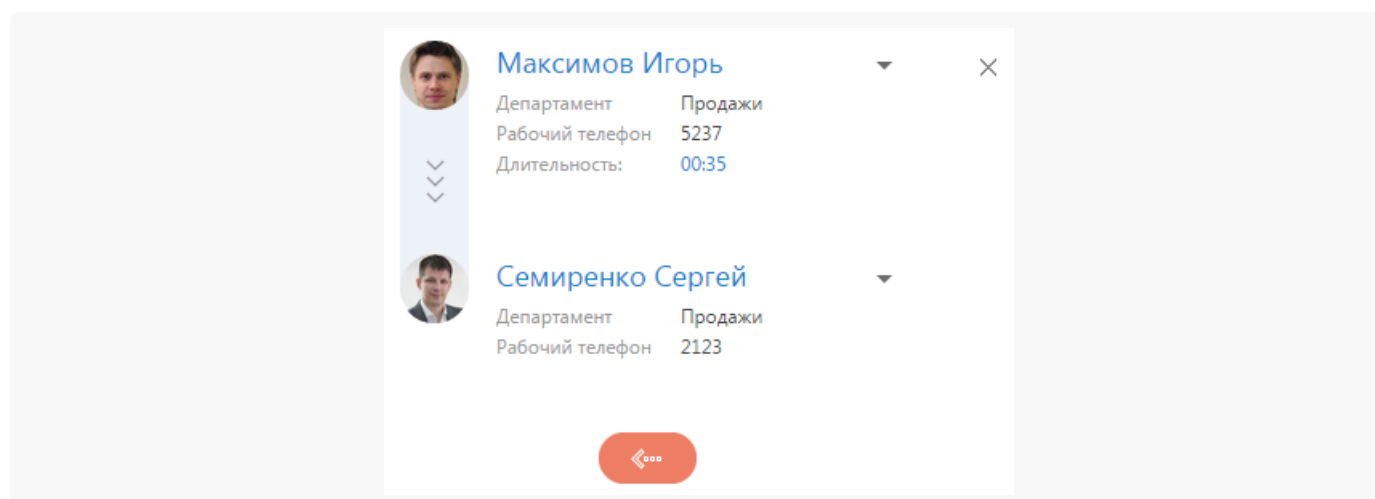 Максимов Игорь
Департамент Продажи
Рабочий телефон 5237
Длительность: 00:35
Семиренко Сергей
Департамент Продажи
Рабочий телефон 2123